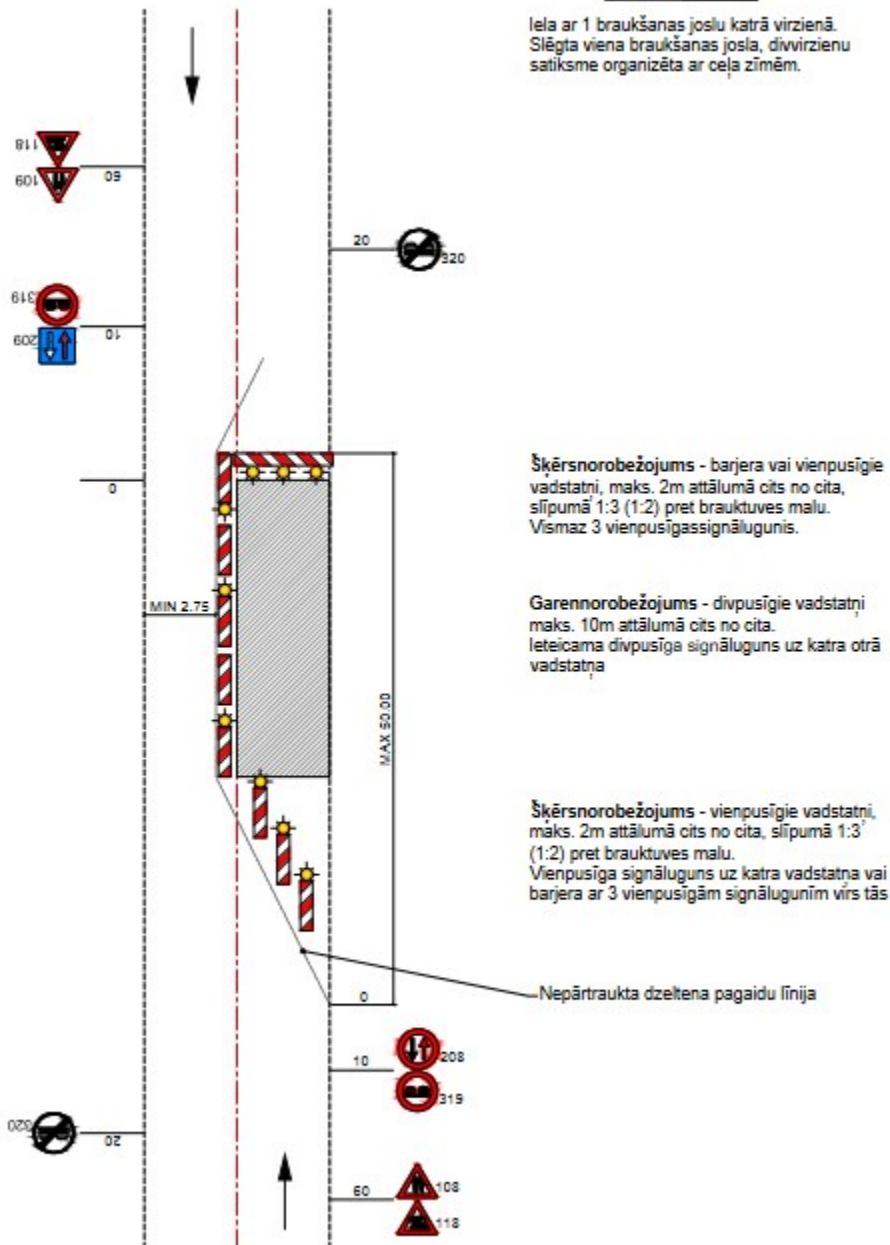 Iela ar 1 braukšanas joslu katrā virzienā.
Slēgta viena braukšanas josla, divvirzienu
satiksme organizēta ar ceļa zīmēm.
118
109
60
20
320
319
209
10
0
Šķērsnorobežojums - barjera vai vienpusīgie
vadstatņi, maks. 2m attālumā cits no cita,
slīpumā 1:3 (1:2) pret brauktuves malu.
Vismaz 3 vienpusīgassignālugunis.
MIN 2.75
Garennorobežojums - divpusīgie vadstatņi
maks. 10m attālumā cits no cita.
Ieteicama divpusīga signāluguns uz katra otrā
vadstatņa
MAX 50.00
Šķērsnorobežojums - vienpusīgie vadstatņi,
maks. 2m attālumā cits no cita, slīpumā 1:3
(1:2) pret brauktuves malu.
Vienpusīga signāluguns uz katra vadstatņa vai
barjera ar 3 vienpusīgām signālugunīm virs tās
Nepārtraukta dzeltena pagaidu līnija
0
10
208
319
320
20
60
108
118